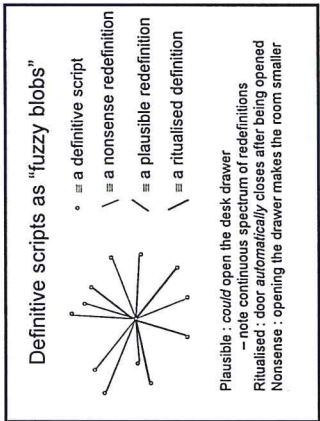 Definitive scripts as "fuzzy blobs"
° ≡ a definitive script
\ ≡ a nonsense redefinition
/ ≡ a plausible redefinition
\ ≡ a ritualised definition
Plausible : could open the desk drawer
– note continuous spectrum of redefinitions
Ritualised : door automatically closes after being opened
Nonsense : opening the drawer makes the room smaller